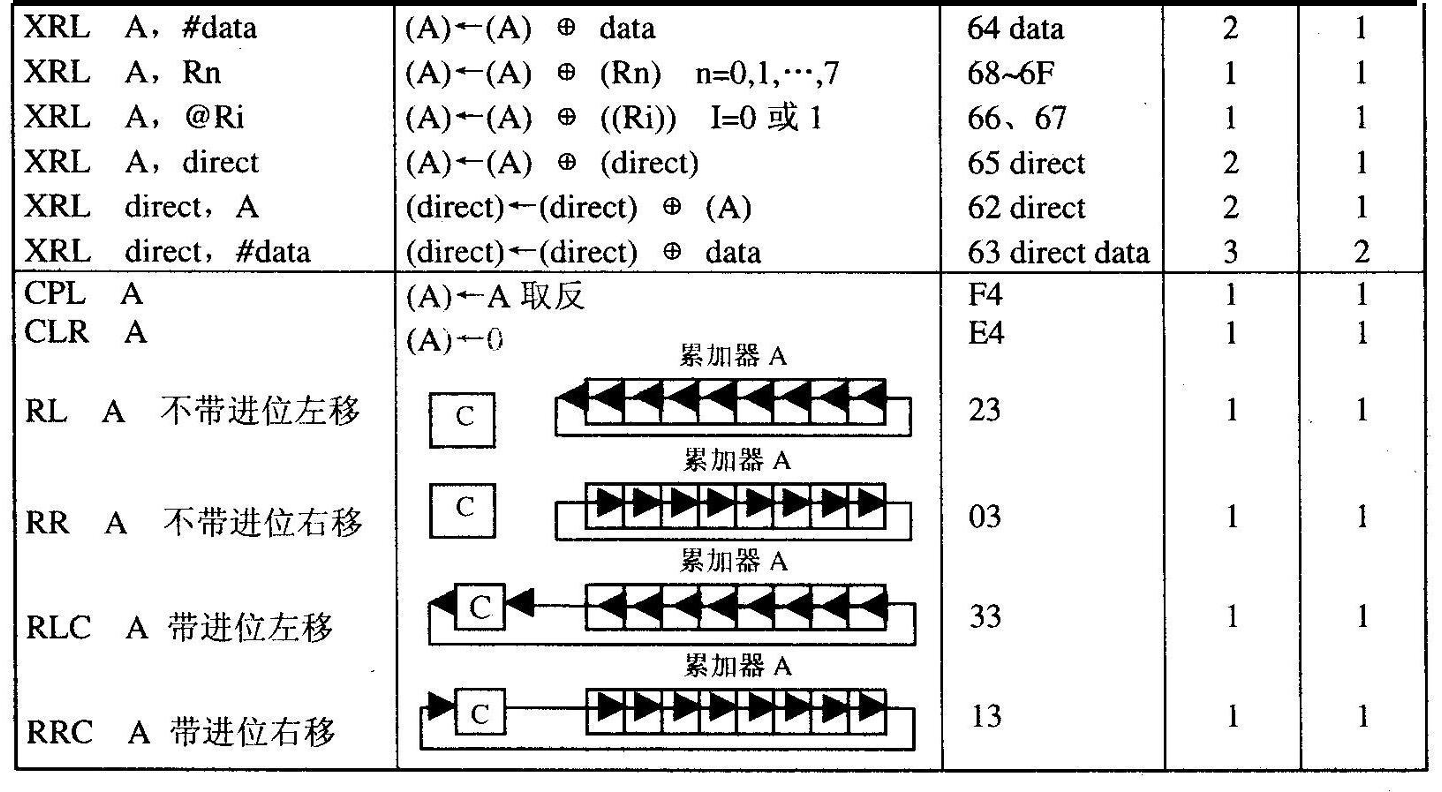 XRL A，#data (A)←(A) ⊕ data 64 data 2 1
XRL A，Rn (A)←(A) ⊕ (Rn) n=0,1,⋯,7 68~6F 1 1
XRL A，@Ri (A)←(A) ⊕ ((Ri)) I=0 或 1 66、67 1 1
XRL A，direct (A)←(A) ⊕ (direct) 65 direct 2 1
XRL direct，A (direct)←(direct) ⊕ (A) 62 direct 2 1
XRL direct，#data (direct)←(direct) ⊕ data 63 direct data 3 2
CPL A (A)←A 取反 F4 1 1
CLR A (A)←0 E4 1 1
累加器 A
RL A 不带进位左移 C 23 1 1
累加器 A
RR A 不带进位右移 C 03 1 1
累加器 A
RLC A 带进位左移 C 33 1 1
累加器 A
RRC A 带进位右移 C 13 1 1